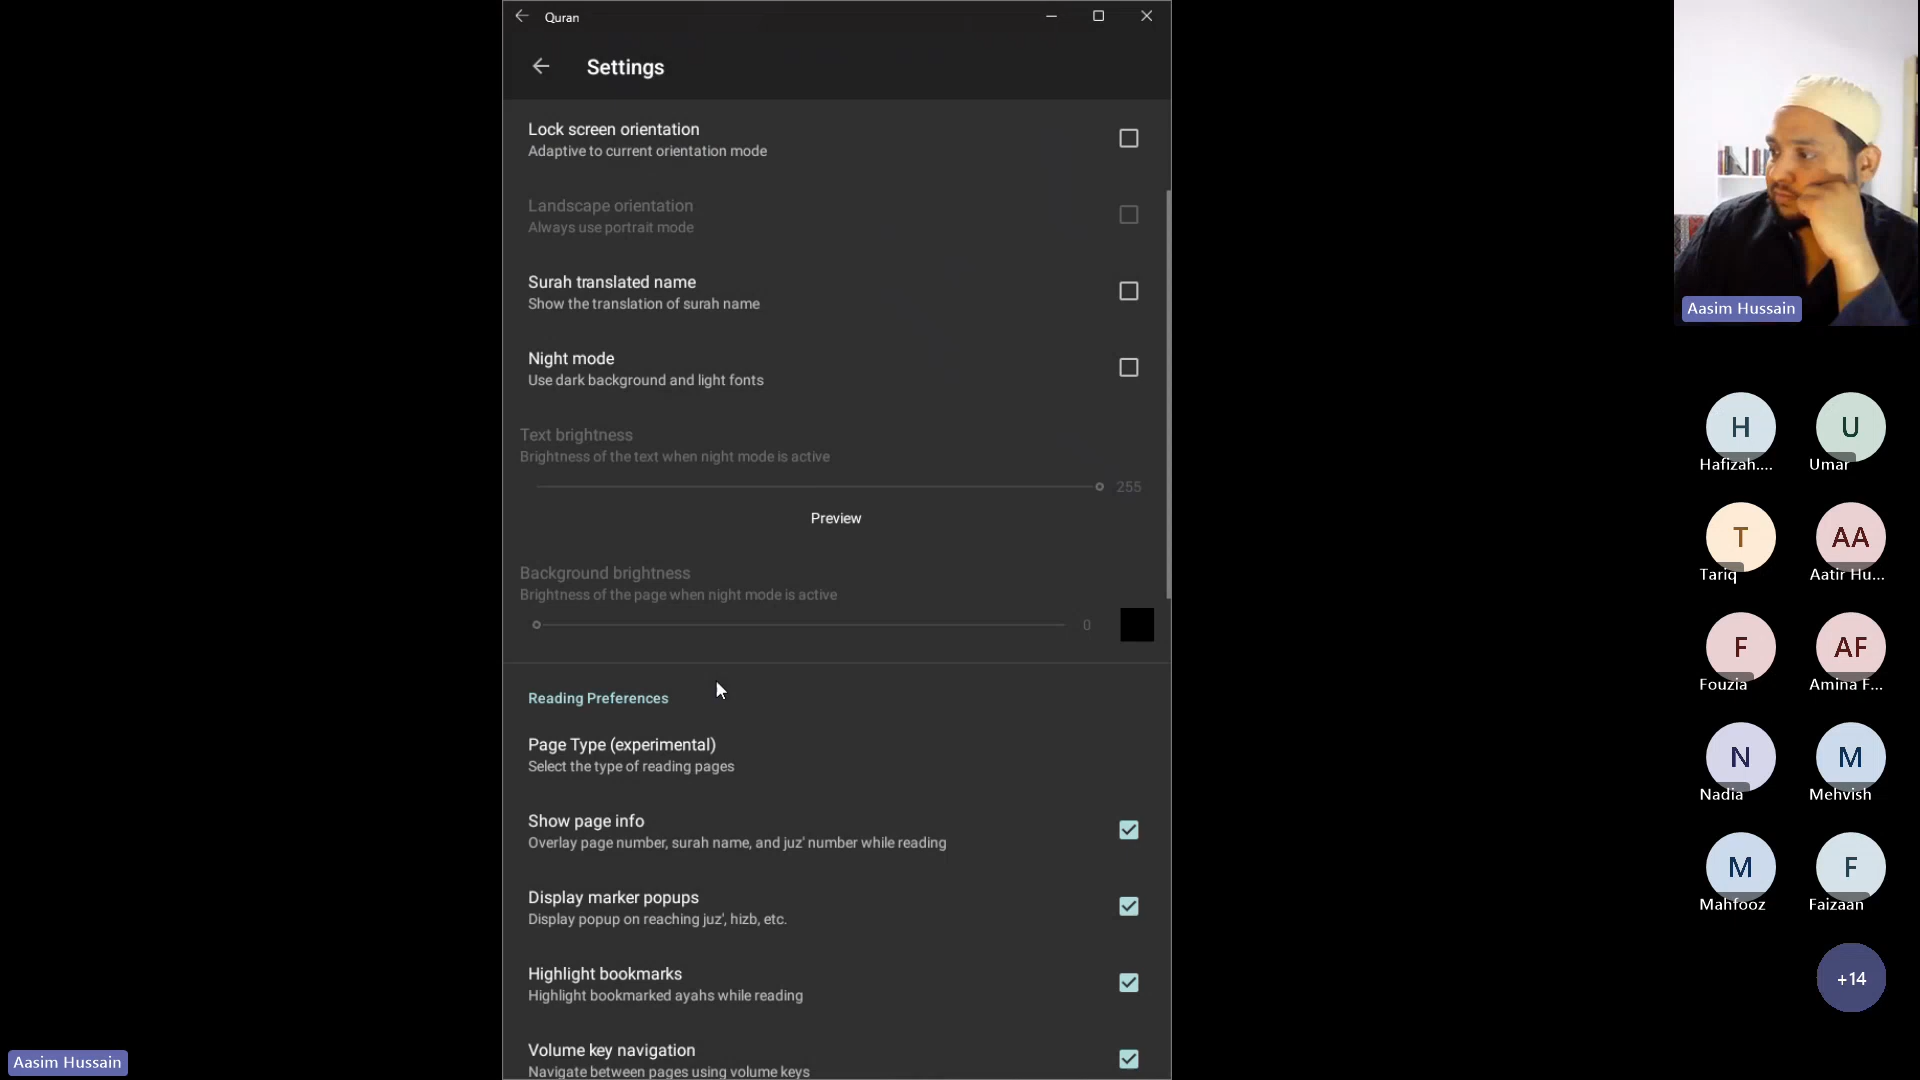 Quran
Settings
Lock screen orientation
Adaptive to current orientation mode
Landscape orientation
Always use portrait mode
Surah translated name
Show the translation of surah name
Night mode
Use dark background and light fonts
Text brightness
Brightness of the text when night mode is active
255
Preview
Background brightness
Brightness of the page when night mode is active
0
Reading Preferences
Page Type (experimental)
Select the type of reading pages
Show page info
Overlay page number, surah name, and juz' number while reading
Display marker popups
Display popup on reaching juz', hizb, etc.
Highlight bookmarks
Highlight bookmarked ayahs while reading
Volume key navigation
Navigate between pages using volume keys
Aasim Hussain
H
Hafizah....
U
Umar
T
Tariq
AA
Aatir Hu...
F
Fouzia
AF
Amina F...
N
Nadia
M
Mehvish
M
Mahfooz
F
Faizaan
+14
Aasim Hussain